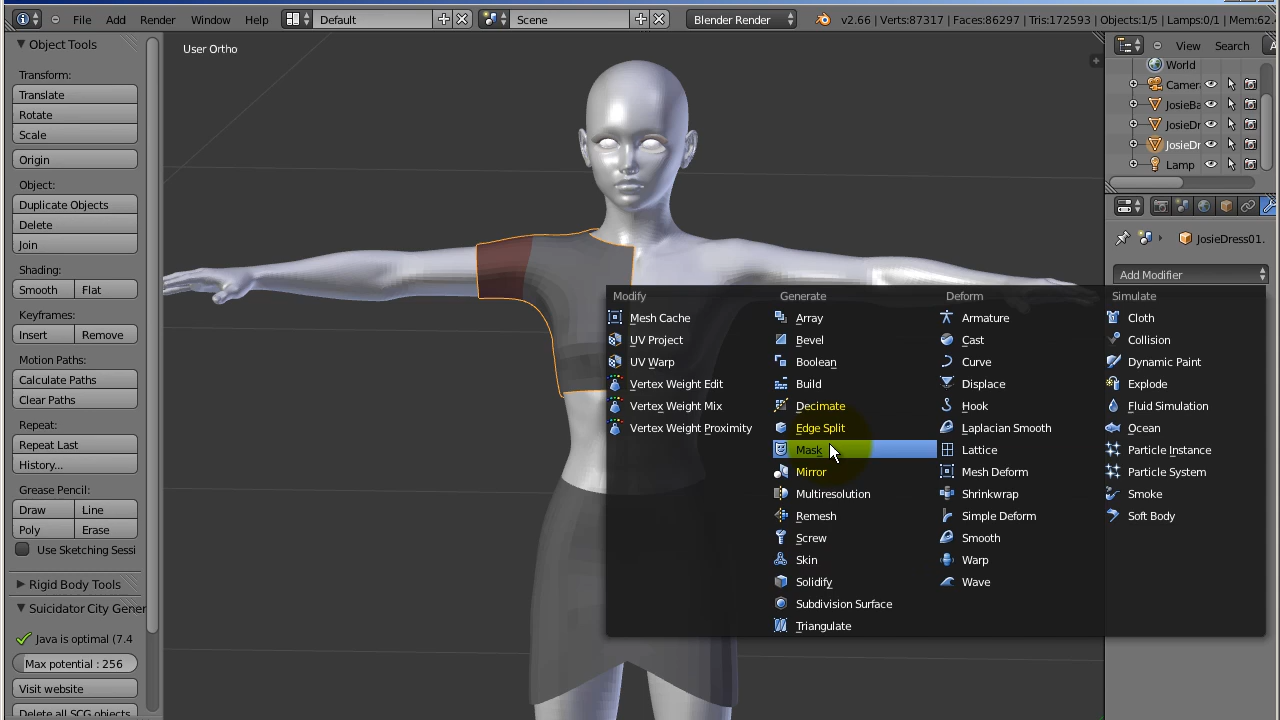 File Add Render Window Help Default Scene Blender Render v2.66 | Verts:87317 | Faces:86297 | Tris:172593 | Objects:1/5 | Lamps:0/1 | Mem:62.
Object Tools
Transform:
Translate
Rotate
Scale
Origin
Object:
Duplicate Objects
Delete
Join
Shading:
Smooth Flat
Keyframes:
Insert Remove
Motion Paths:
Calculate Paths
Clear Paths
Repeat:
Repeat Last
History...
Grease Pencil:
Draw Line
Poly Erase
Use Sketching Sessi
Rigid Body Tools
Suicidator City Gener
Java is optimal (7.4
Max potential : 256
Visit website
Delete all SCG objects
User Ortho
View Search
World
Camer
JosieBa
JosieDr
JosieDr
Lamp
JosieDress01.
Add Modifier
Modify
Mesh Cache
UV Project
UV Warp
Vertex Weight Edit
Vertex Weight Mix
Vertex Weight Proximity
Generate
Array
Bevel
Boolean
Build
Decimate
Edge Split
Mask
Mirror
Multiresolution
Remesh
Screw
Skin
Solidify
Subdivision Surface
Triangulate
Deform
Armature
Cast
Curve
Displace
Hook
Laplacian Smooth
Lattice
Mesh Deform
Shrinkwrap
Simple Deform
Smooth
Warp
Wave
Simulate
Cloth
Collision
Dynamic Paint
Explode
Fluid Simulation
Ocean
Particle Instance
Particle System
Smoke
Soft Body